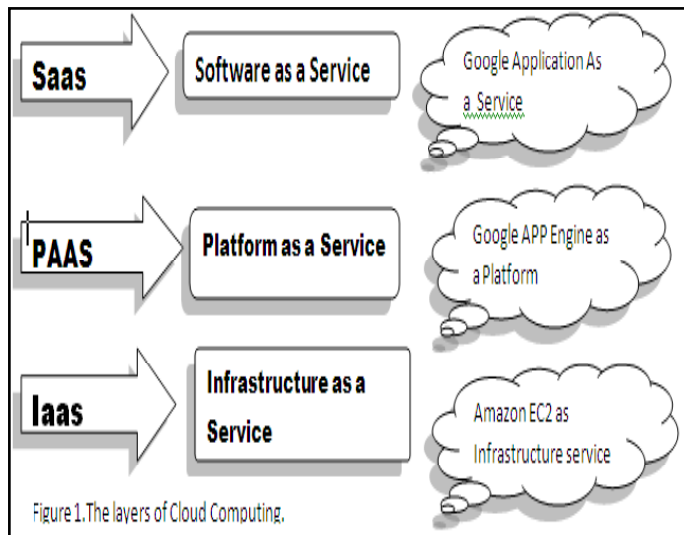 Saas
Software as a Service
Google Application As
a Service
PAAS
Platform as a Service
Google APP Engine as
a Platform
Iaas
Infrastructure as a
Service
Amazon EC2 as
Infrastructure service
Figure 1.The layers of Cloud Computing.